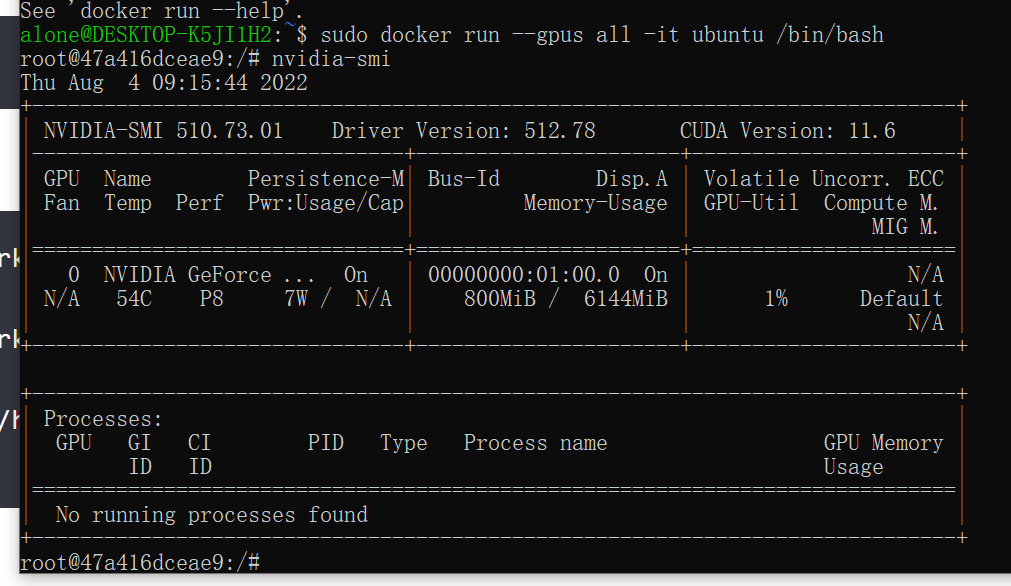 See 'docker run --help'.
alone@DESKTOP-K5JI1H2:~$ sudo docker run --gpus all -it ubuntu /bin/bash
root@47a416dceae9:/# nvidia-smi
Thu Aug  4 09:15:44 2022
+-----------------------------------------------------------------------------+
| NVIDIA-SMI 510.73.01    Driver Version: 512.78       CUDA Version: 11.6     |
|-------------------------------+----------------------+----------------------+
| GPU  Name        Persistence-M| Bus-Id        Disp.A | Volatile Uncorr. ECC |
| Fan  Temp  Perf  Pwr:Usage/Cap|         Memory-Usage | GPU-Util  Compute M. |
|                               |                      |               MIG M. |
|===============================+======================+======================|
|   0  NVIDIA GeForce ...  On   | 00000000:01:00.0  On |                  N/A |
| N/A   54C    P8     7W /  N/A |    800MiB /  6144MiB |      1%      Default |
|                               |                      |                  N/A |
+-------------------------------+----------------------+----------------------+
+-----------------------------------------------------------------------------+
| Processes:                                                                  |
|  GPU   GI   CI        PID   Type   Process name                  GPU Memory |
|        ID   ID                                                   Usage      |
|=============================================================================|
|  No running processes found                                                 |
+-----------------------------------------------------------------------------+
root@47a416dceae9:/#